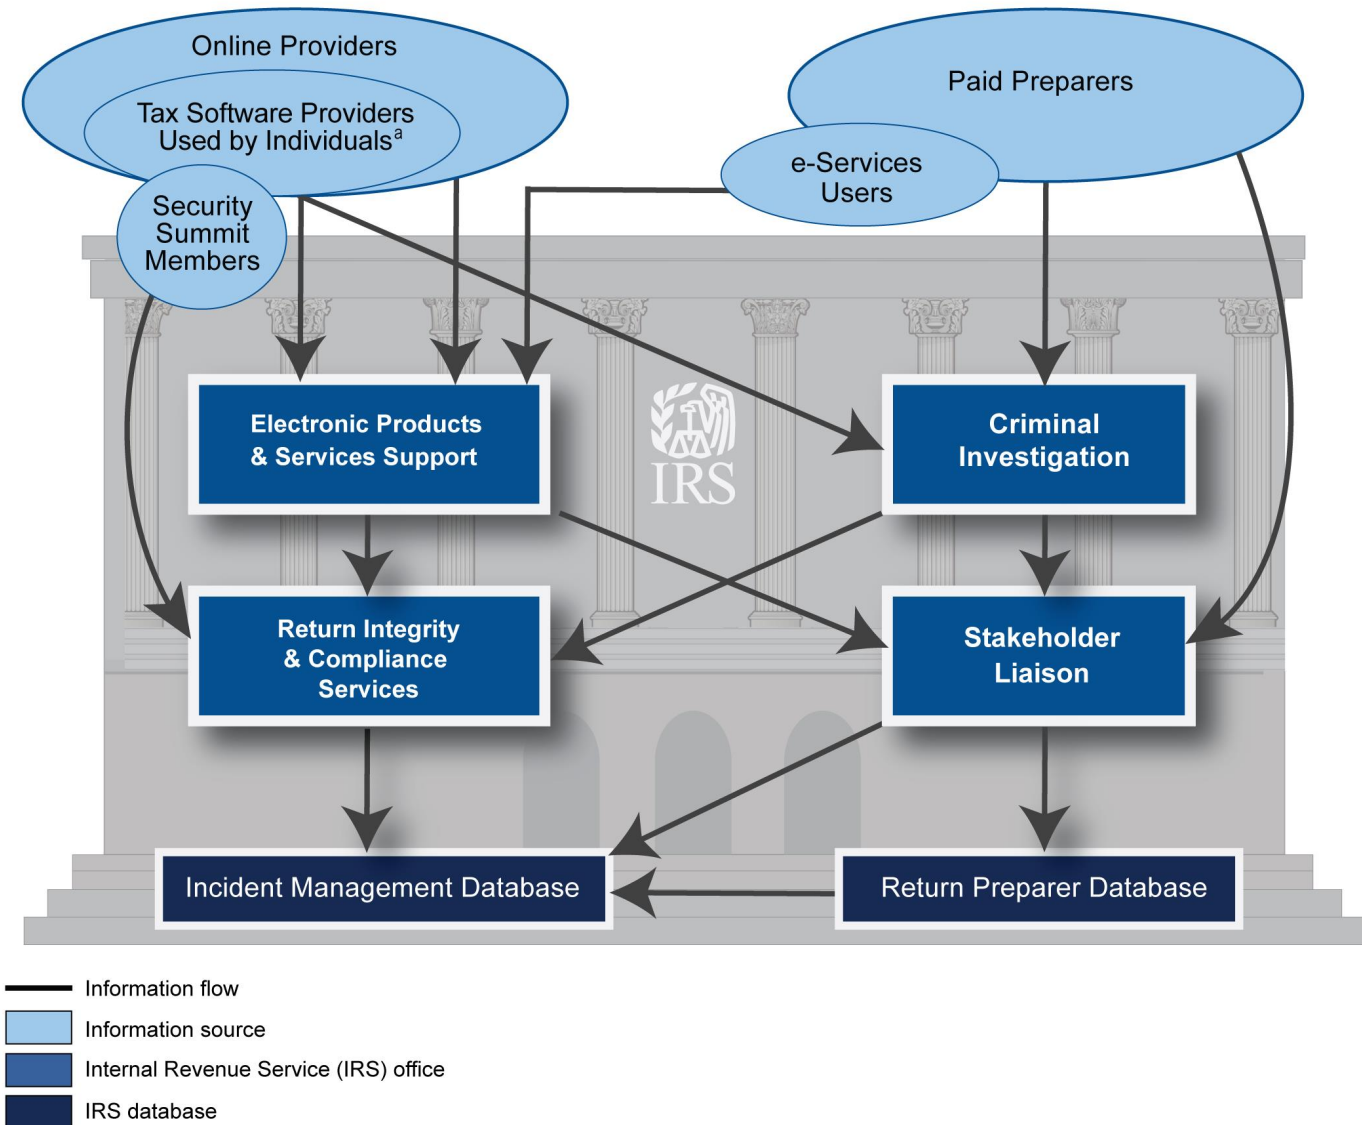 Online Providers
Tax Software Providers
Used by Individualsᵃ
Security
Summit
Members
Paid Preparers
e-Services
Users
Electronic Products
& Services Support
IRS
Criminal
Investigation
Return Integrity
& Compliance
Services
Stakeholder
Liaison
Incident Management Database
Return Preparer Database
Information flow
Information source
Internal Revenue Service (IRS) office
IRS database